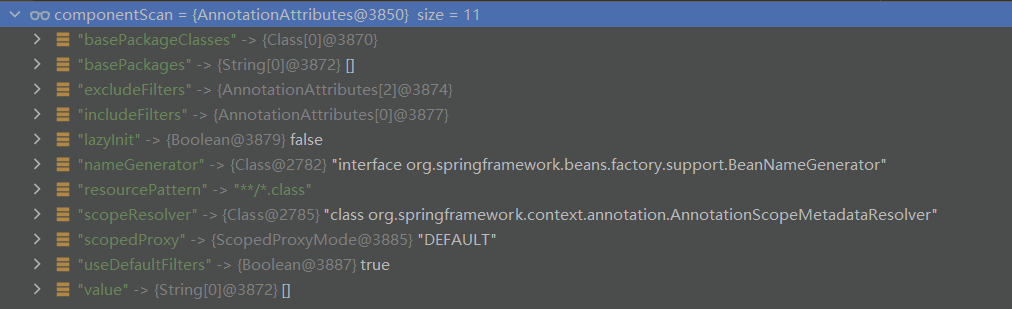 componentScan = {AnnotationAttributes@3850} size = 11
"basePackageClasses" -> {Class[0]@3870}
"basePackages" -> {String[0]@3872} []
"excludeFilters" -> {AnnotationAttributes[2]@3874}
"includeFilters" -> {AnnotationAttributes[0]@3877}
"lazyInit" -> {Boolean@3879} false
"nameGenerator" -> {Class@2782} "interface org.springframework.beans.factory.support.BeanNameGenerator"
"resourcePattern" -> "**/*.class"
"scopeResolver" -> {Class@2785} "class org.springframework.context.annotation.AnnotationScopeMetadataResolver"
"scopedProxy" -> {ScopedProxyMode@3885} "DEFAULT"
"useDefaultFilters" -> {Boolean@3887} true
"value" -> {String[0]@3872} []